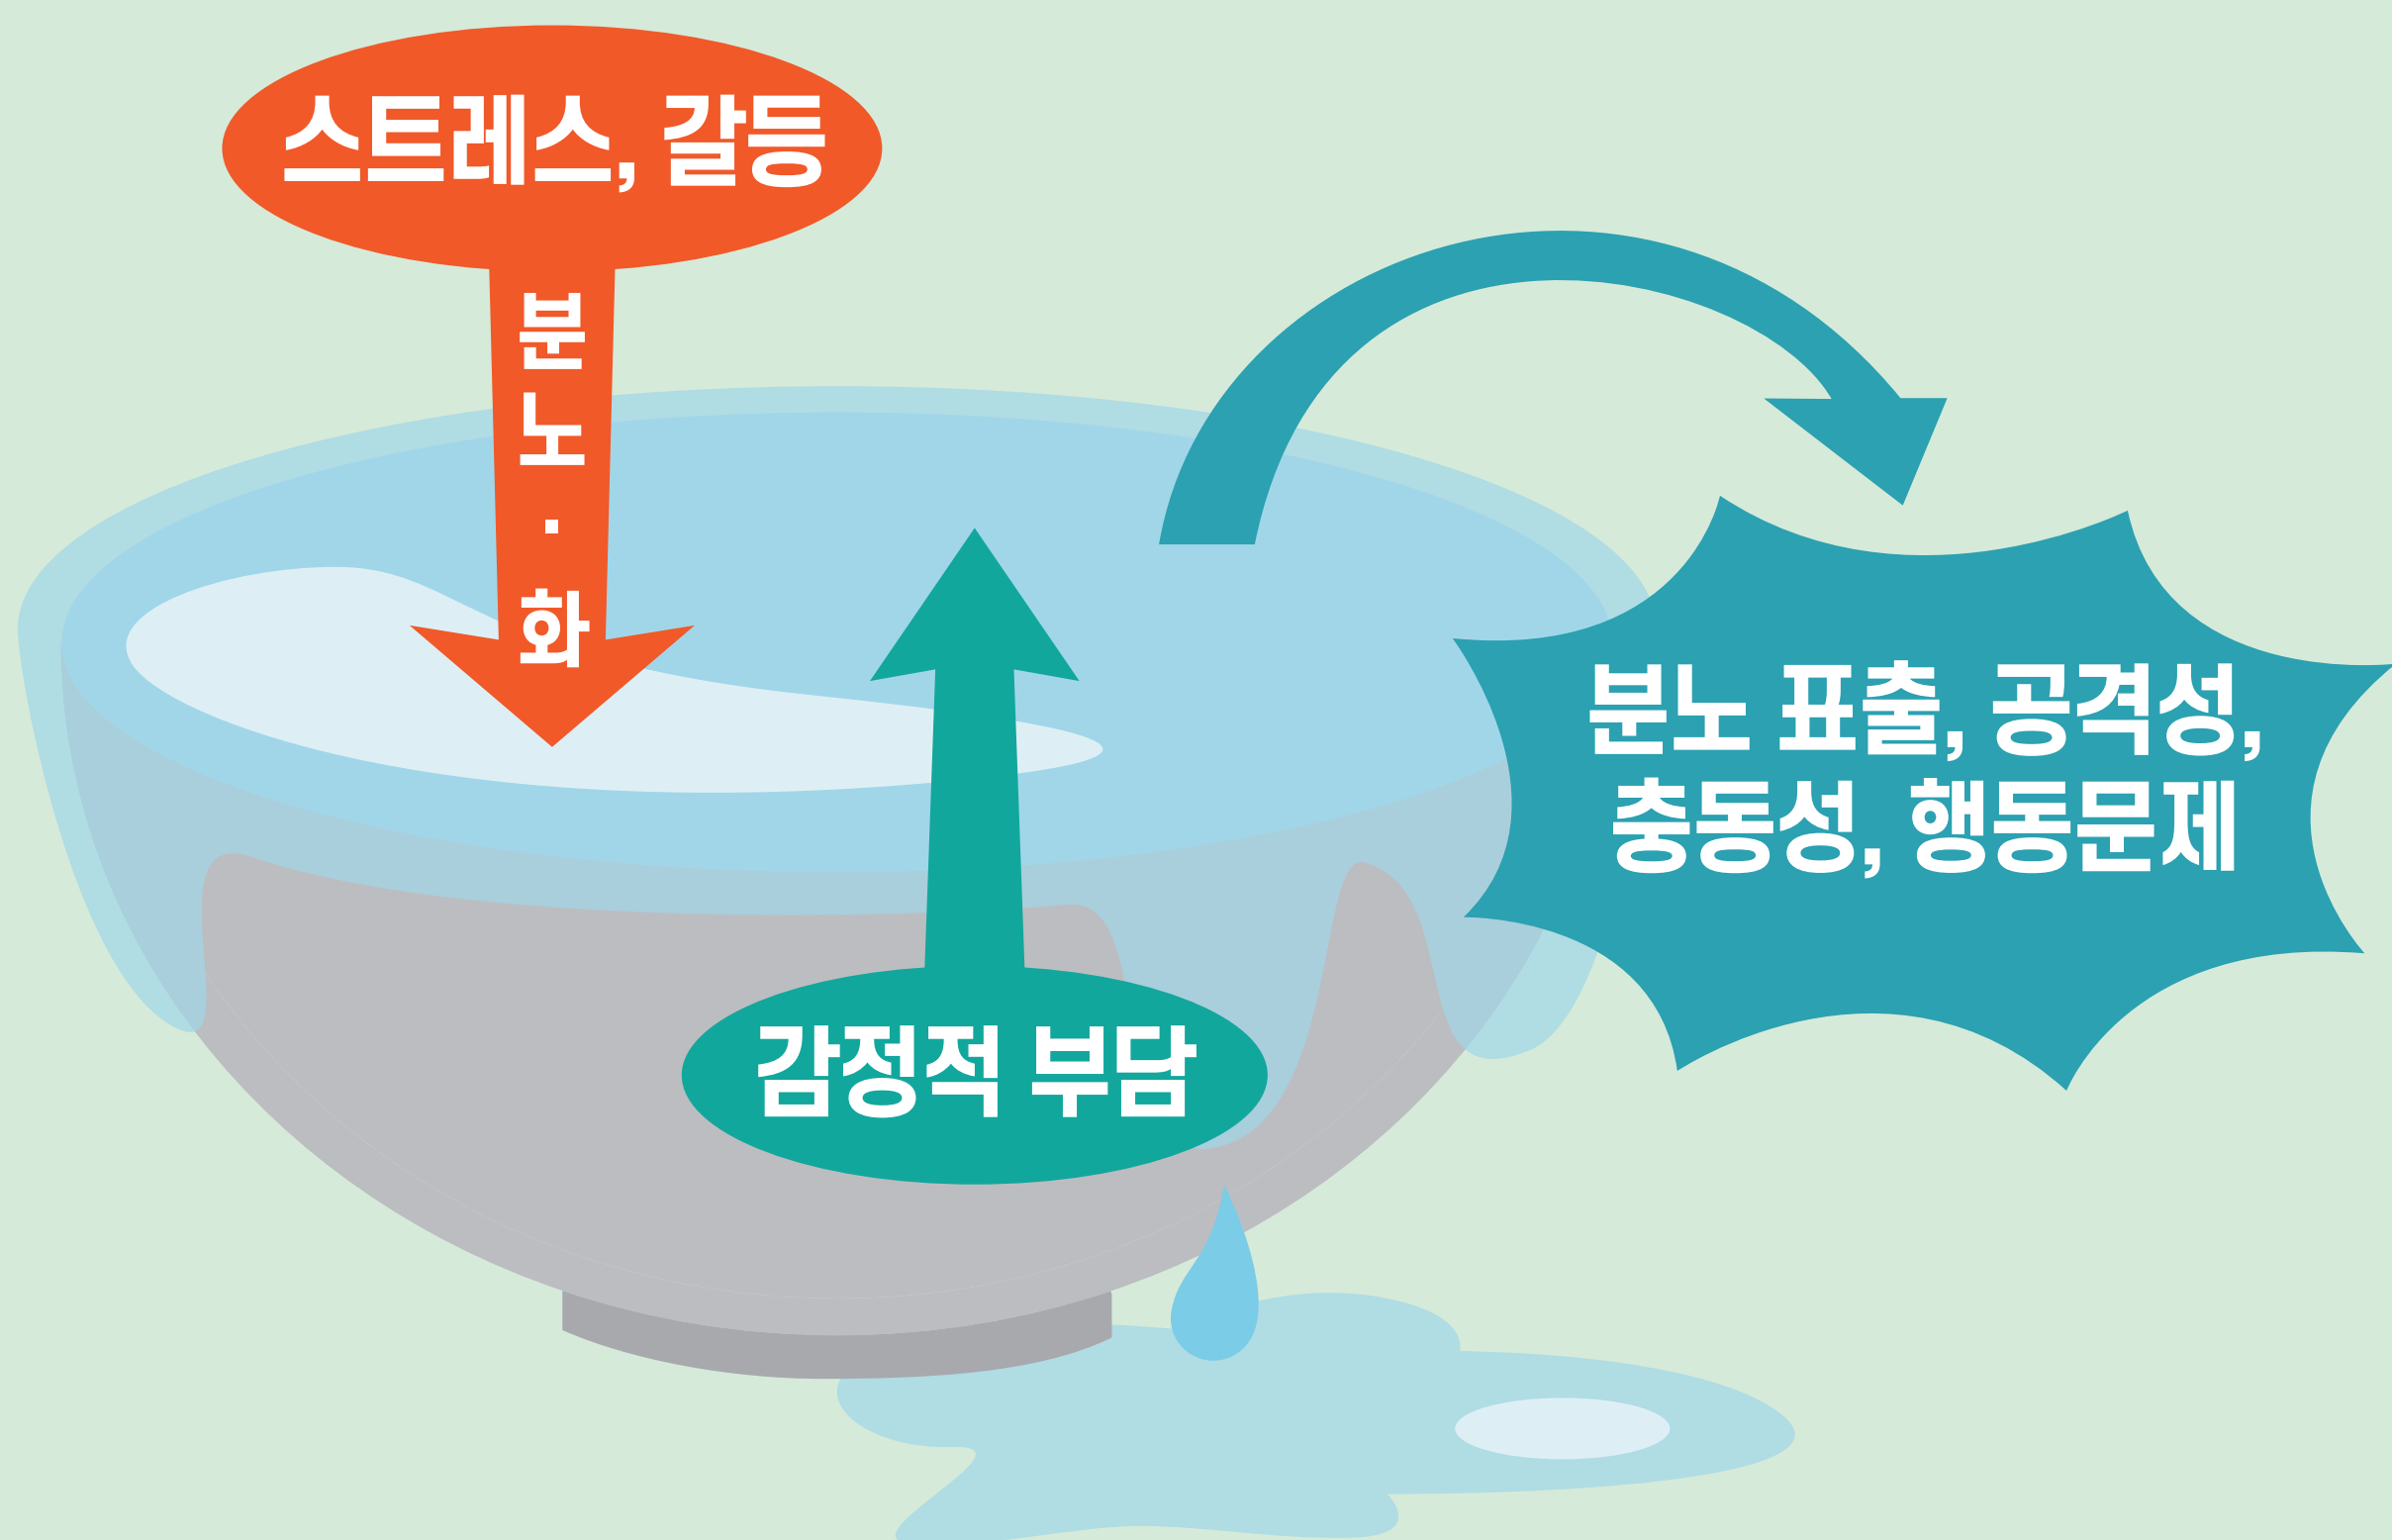 스트레스, 갈등
분노·화
감정적 부담
분노 표출, 공격성,
충동성, 행동문제